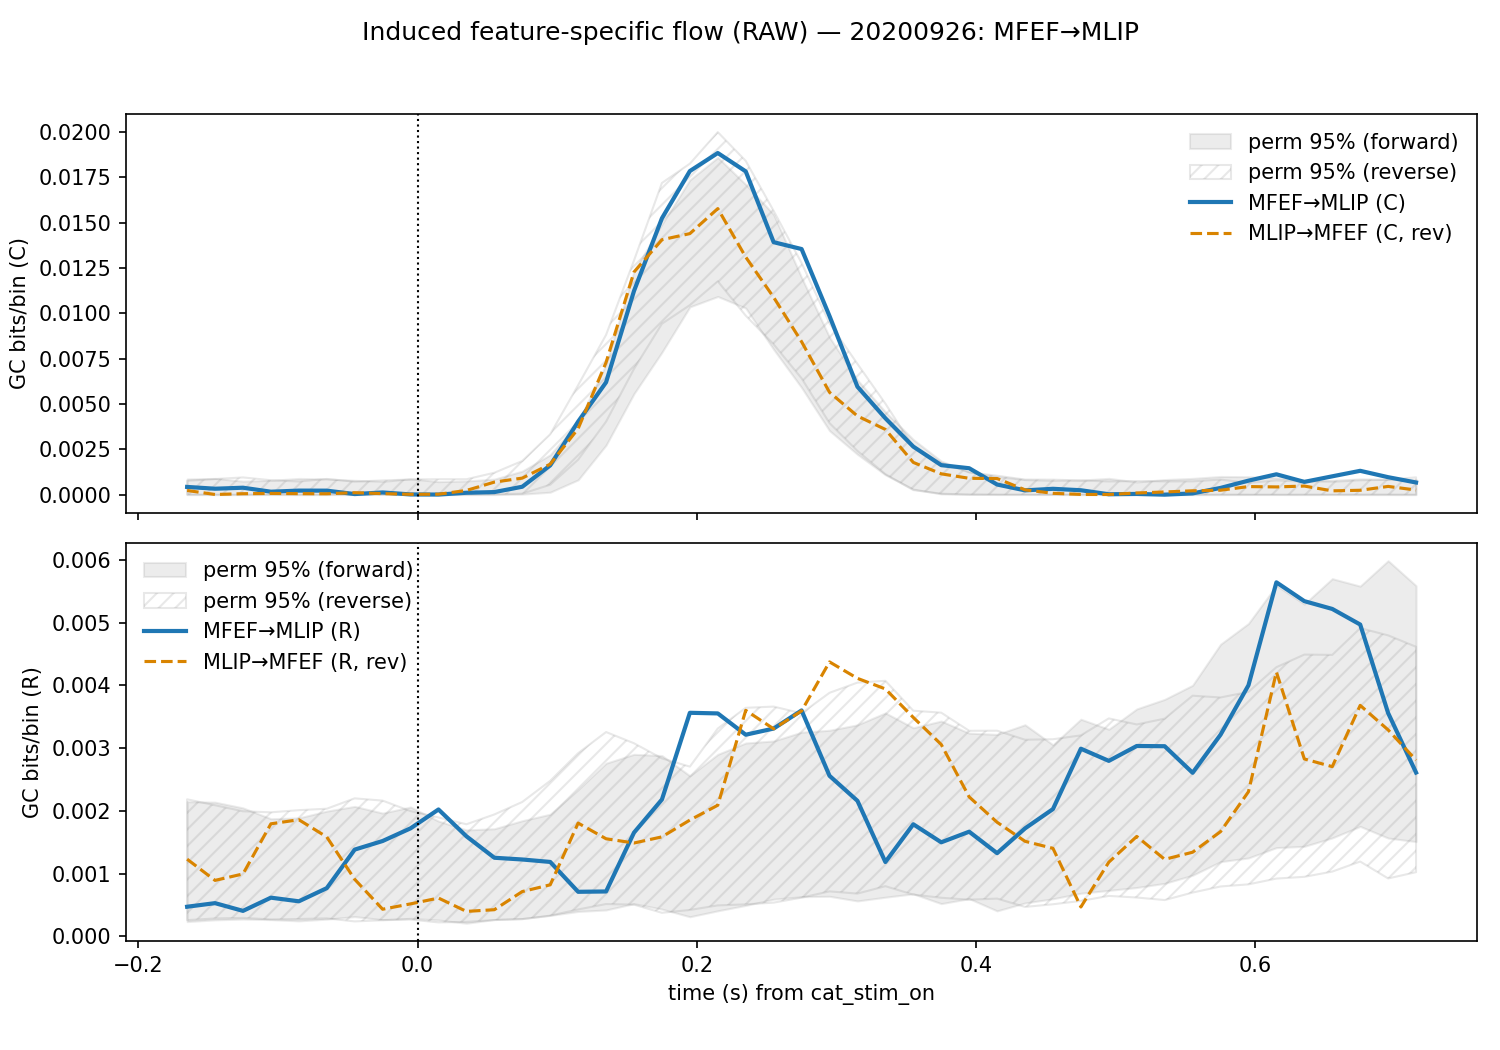 Induced feature-specific flow (RAW) — 20200926: MFEF→MLIP
GC bits/bin (C)
0.0200
0.0175
0.0150
0.0125
0.0100
0.0075
0.0050
0.0025
0.0000
perm 95% (forward)
perm 95% (reverse)
MFEF→MLIP (C)
MLIP→MFEF (C, rev)
GC bits/bin (R)
0.006
0.005
0.004
0.003
0.002
0.001
0.000
perm 95% (forward)
perm 95% (reverse)
MFEF→MLIP (R)
MLIP→MFEF (R, rev)
−0.2
0.0
0.2
0.4
0.6
time (s) from cat_stim_on